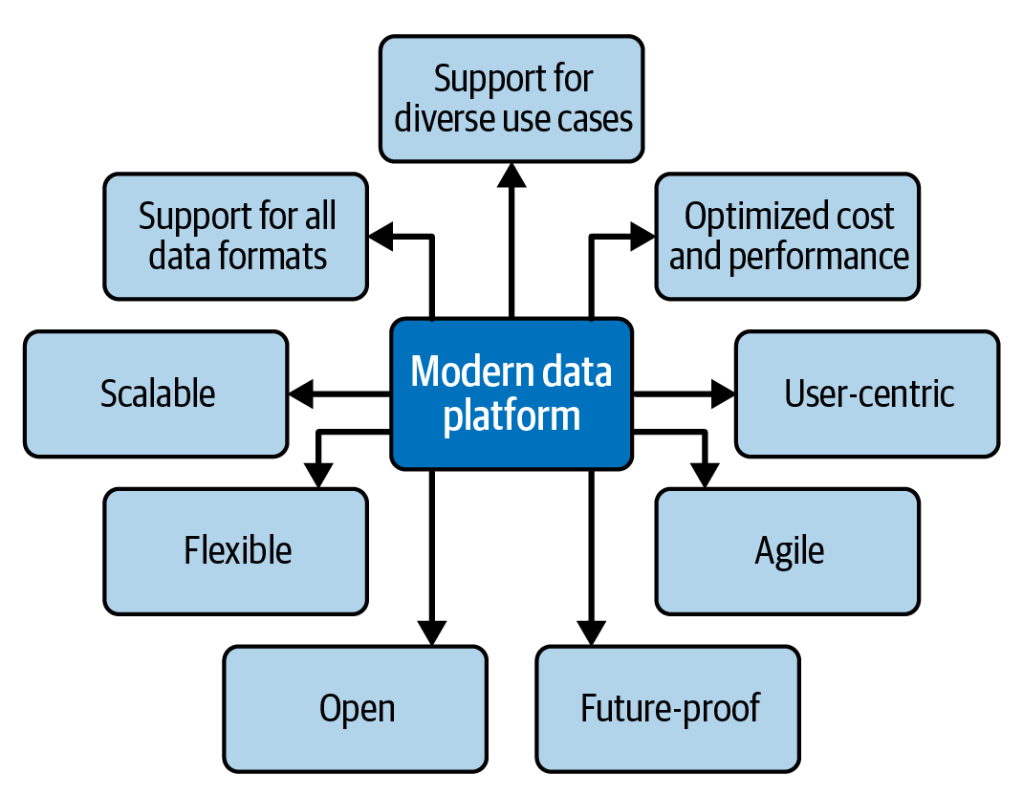 Support for
diverse use cases
Support for all
data formats
Optimized cost
and performance
Modern data
platform
Scalable
User-centric
Flexible
Agile
Open
Future-proof